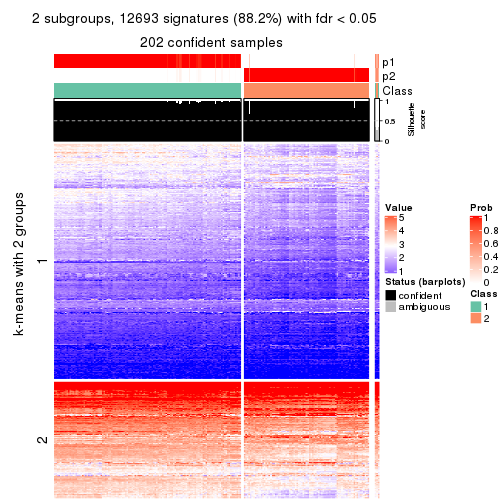 2 subgroups, 12693 signatures (88.2%) with fdr < 0.05
202 confident samples
p1
p2
Class
1
0.5
0
Silhouette
score
k-means with 2 groups
1
2
Value
5
4
3
2
1
Status (barplots)
confident
ambiguous
Prob
1
0.8
0.6
0.4
0.2
0
Class
1
2